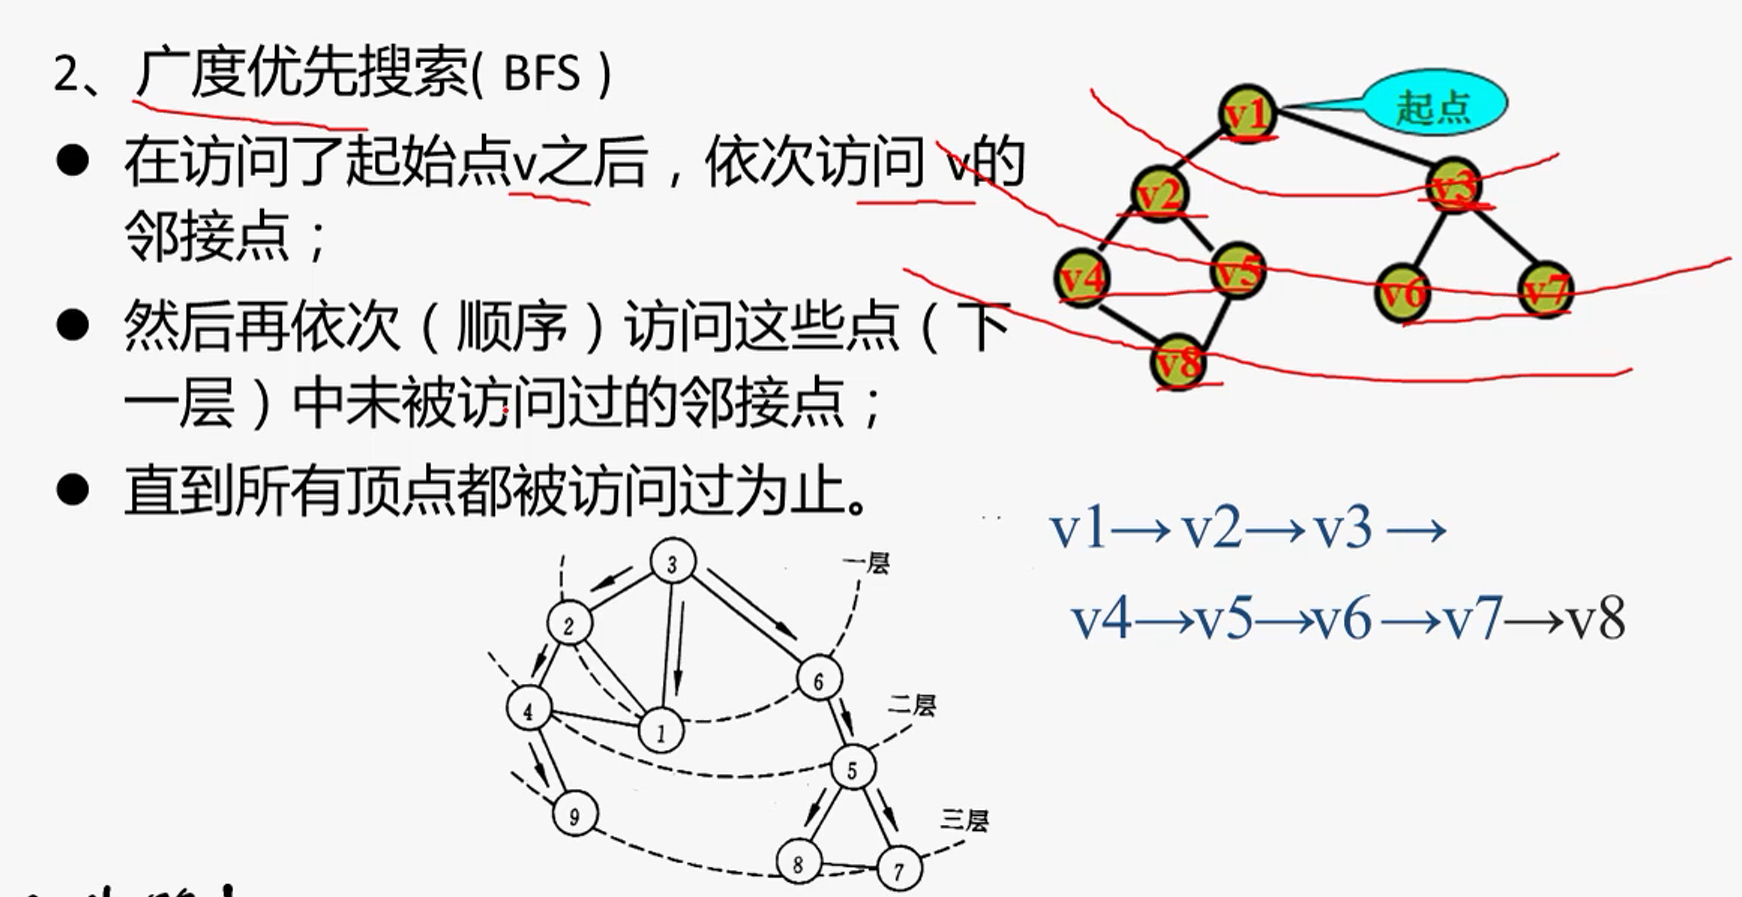 2、广度优先搜索( BFS )
● 在访问了起始点v之后，依次访问 v的
邻接点；
● 然后再依次（顺序）访问这些点（下
一层）中未被访问过的邻接点；
● 直到所有顶点都被访问过为止。
起点
v1
v2
v3
v4
v5
v6
v7
v8
v1→v2→v3→
v4→v5→v6→v7→v8
3
一层
2
6
二层
4
1
5
三层
9
8
7